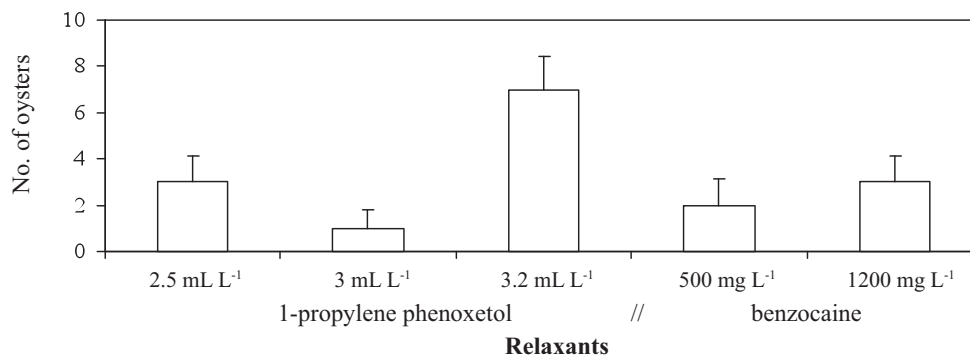 10
8
6
4
2
0
No. of oysters
2.5 mL L⁻¹ 3 mL L⁻¹ 3.2 mL L⁻¹ 500 mg L⁻¹ 1200 mg L⁻¹
1-propylene phenoxetol // benzocaine
Relaxants